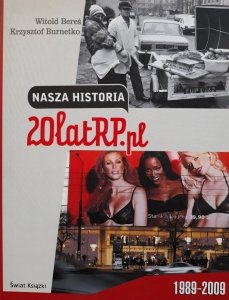 Witold Bereś
Krzysztof Burnetko
NASZA HISTORIA
20latRP.pl
Świat Książki
1989-2009